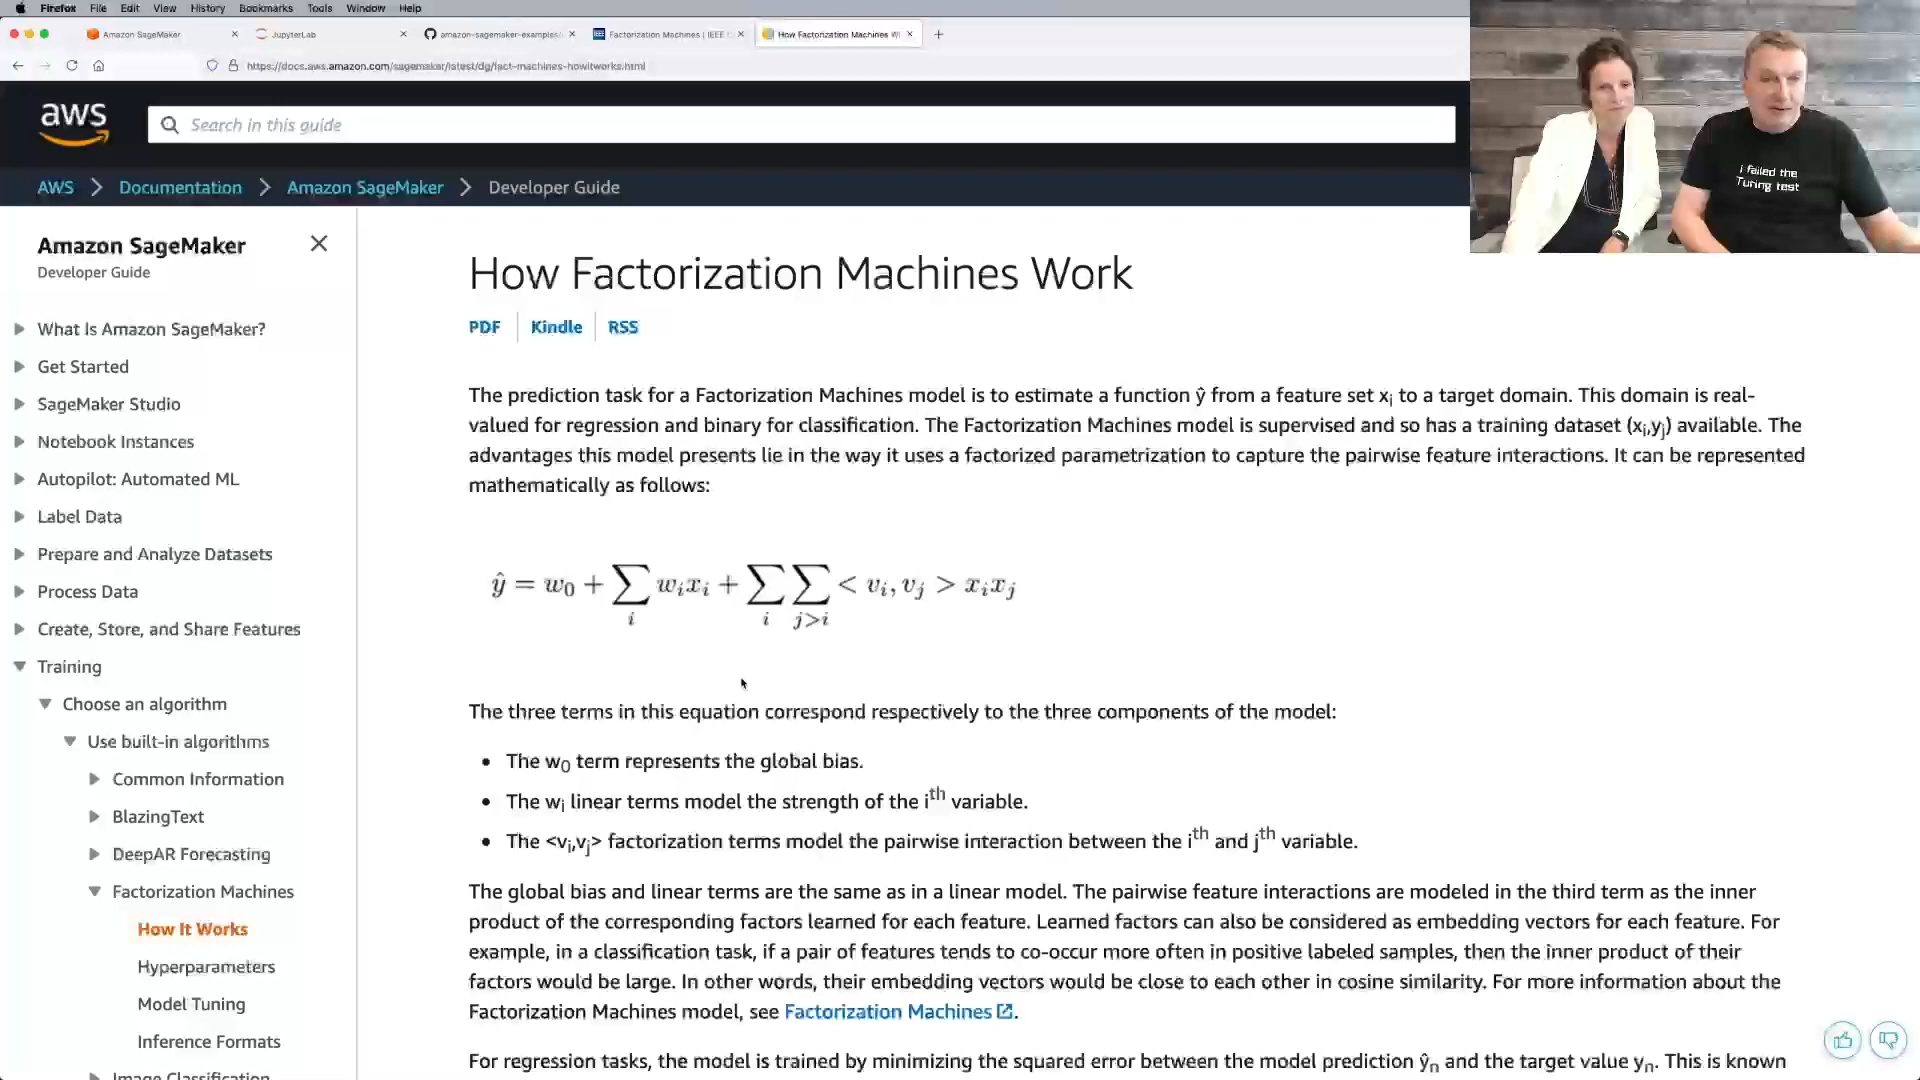 Firefox File Edit View History Bookmarks Tools Window Help
Amazon SageMaker × JupyterLab × amazon-sagemaker-examples/ × Factorization Machines | IEEE × How Factorization Machines W ×
https://docs.aws.amazon.com/sagemaker/latest/dg/fact-machines-howitworks.html
aws
Search in this guide
AWS > Documentation > Amazon SageMaker > Developer Guide
i failed the
Turing test
Amazon SageMaker
Developer Guide
What Is Amazon SageMaker?
Get Started
SageMaker Studio
Notebook Instances
Autopilot: Automated ML
Label Data
Prepare and Analyze Datasets
Process Data
Create, Store, and Share Features
Training
Choose an algorithm
Use built-in algorithms
Common Information
BlazingText
DeepAR Forecasting
Factorization Machines
How It Works
Hyperparameters
Model Tuning
Inference Formats
Image Classification
How Factorization Machines Work
PDF Kindle RSS
The prediction task for a Factorization Machines model is to estimate a function ŷ from a feature set xi to a target domain. This domain is real-
valued for regression and binary for classification. The Factorization Machines model is supervised and so has a training dataset (xi,yj) available. The
advantages this model presents lie in the way it uses a factorized parametrization to capture the pairwise feature interactions. It can be represented
mathematically as follows:
ŷ = w0 + ∑i wixi + ∑i ∑j>i < vi, vj > xixj
The three terms in this equation correspond respectively to the three components of the model:
• The w0 term represents the global bias.
• The wi linear terms model the strength of the ith variable.
• The <vi,vj> factorization terms model the pairwise interaction between the ith and jth variable.
The global bias and linear terms are the same as in a linear model. The pairwise feature interactions are modeled in the third term as the inner
product of the corresponding factors learned for each feature. Learned factors can also be considered as embedding vectors for each feature. For
example, in a classification task, if a pair of features tends to co-occur more often in positive labeled samples, then the inner product of their
factors would be large. In other words, their embedding vectors would be close to each other in cosine similarity. For more information about the
Factorization Machines model, see Factorization Machines.
For regression tasks, the model is trained by minimizing the squared error between the model prediction ŷn and the target value yn. This is known